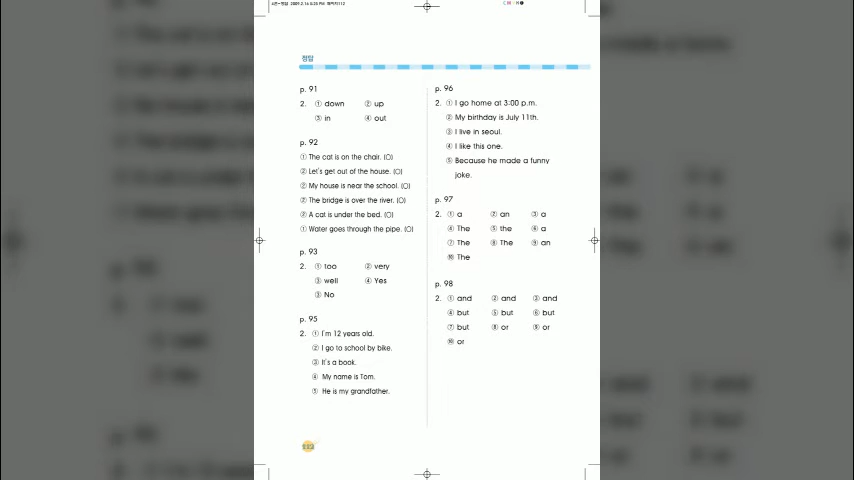 정답
p. 91
2. ① down ② up
③ in ④ out
p. 92
① The cat is on the chair. (O)
② Let's get out of the house. (O)
② My house is near the school. (O)
② The bridge is over the river. (O)
② A cat is under the bed. (O)
① Water goes through the pipe. (O)
p. 93
2. ① too ② very
③ well ④ Yes
⑤ No
p. 95
2. ① I'm 12 years old.
② I go to school by bike.
③ It's a book.
④ My name is Tom.
⑤ He is my grandfather.
p. 96
2. ① I go home at 3:00 p.m.
② My birthday is July 11th.
③ I live in seoul.
④ I like this one.
⑤ Because he made a funny
joke.
p. 97
2. ① a ② an ③ a
④ The ⑤ the ⑥ a
⑦ The ⑧ The ⑨ an
⑩ The
p. 98
2. ① and ② and ③ and
④ but ⑤ but ⑥ but
⑦ but ⑧ or ⑨ or
⑩ or